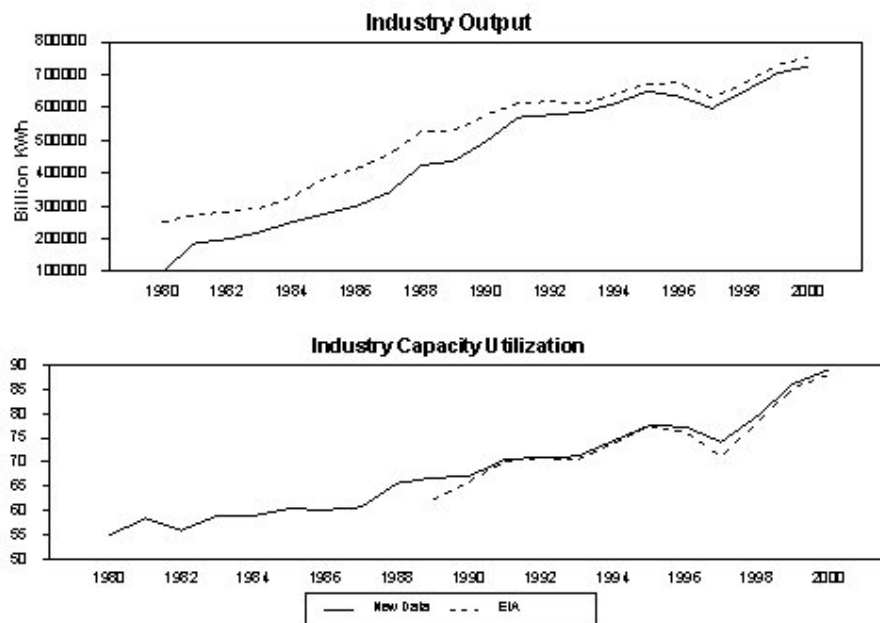 Industry Output
800000
700000
600000
500000
400000
300000
200000
100000
Billion KWh
1980 1982 1984 1986 1988 1990 1992 1994 1996 1998 2000
Industry Capacity Utilization
90
85
80
75
70
65
60
55
50
1980 1982 1984 1986 1988 1990 1992 1994 1996 1998 2000
New Data EIA